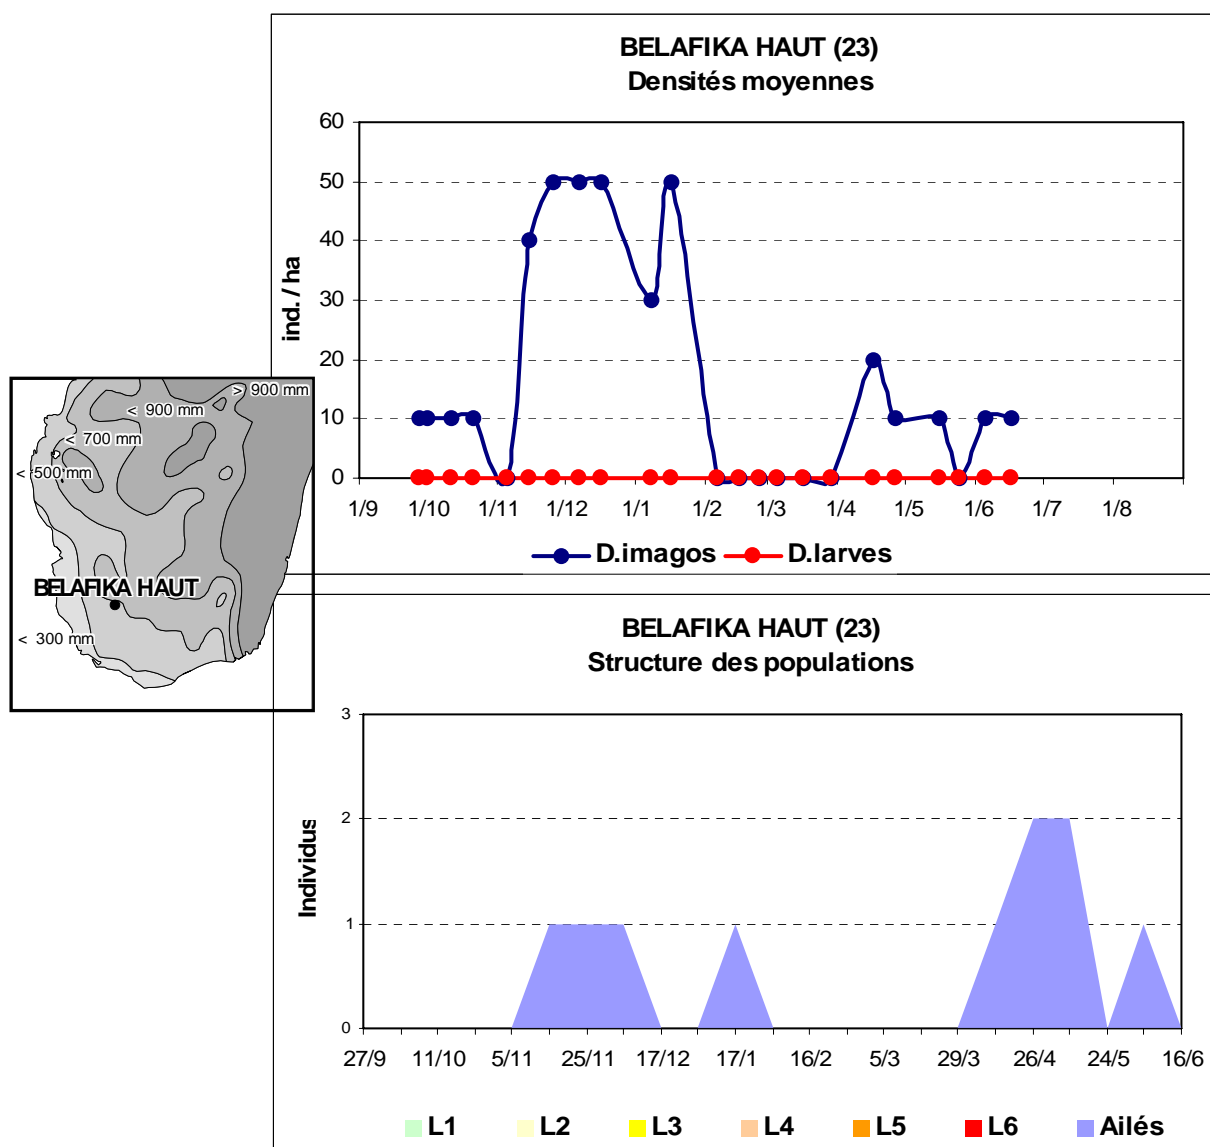 BELAFIKA HAUT (23)
Densités moyennes
ind. / ha
60
50
40
30
20
10
0
1/9 1/10 1/11 1/12 1/1 1/2 1/3 1/4 1/5 1/6 1/7 1/8
D.imagos D.larves
> 900 mm
< 900 mm
< 700 mm
< 500 mm
BELAFIKA HAUT
< 300 mm
BELAFIKA HAUT (23)
Structure des populations
Individus
3
2
1
0
27/9 11/10 5/11 25/11 17/12 17/1 16/2 5/3 29/3 26/4 24/5 16/6
L1 L2 L3 L4 L5 L6 Ailés